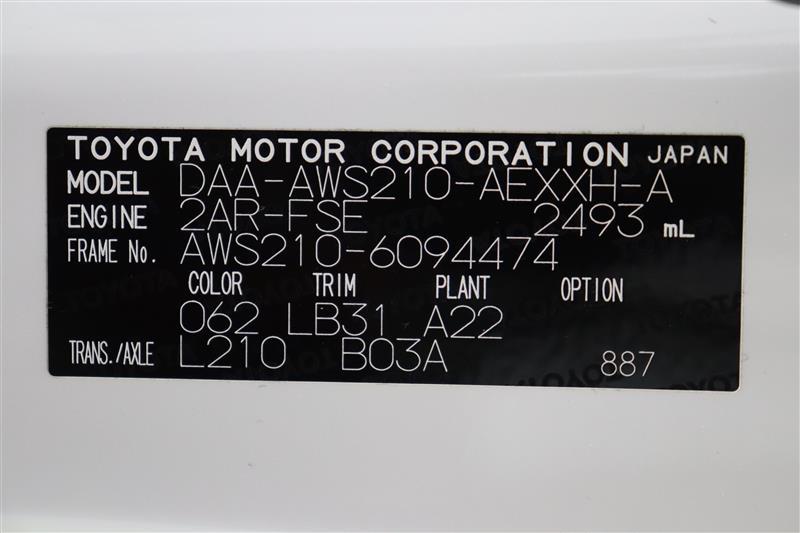 TOYOTA MOTOR CORPORATION JAPAN
MODEL DAA-AWS210-AEXXH-A
ENGINE 2AR-FSE 2493 mL
FRAME No. AWS210-6094474
COLOR TRIM PLANT OPTION
062 LB31 A22
TRANS./AXLE L210 B03A 887